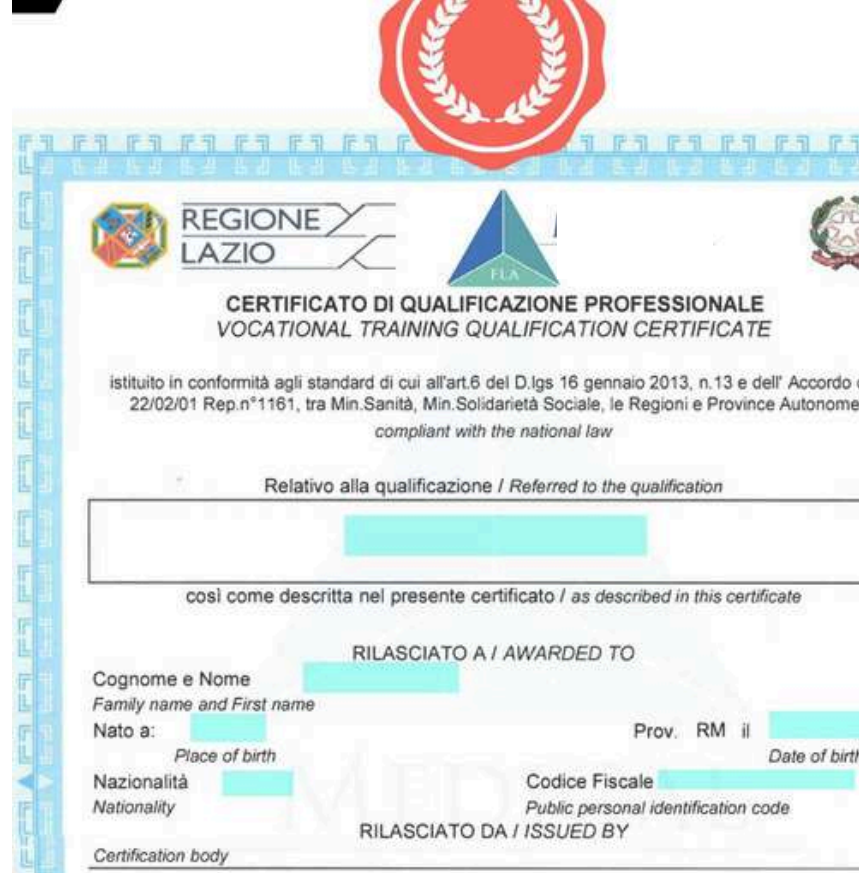 REGIONE
LAZIO
FLA
CERTIFICATO DI QUALIFICAZIONE PROFESSIONALE
VOCATIONAL TRAINING QUALIFICATION CERTIFICATE
istituito in conformità agli standard di cui all'art.6 del D.lgs 16 gennaio 2013, n.13 e dell' Accordo
22/02/01 Rep.n°1161, tra Min.Sanità, Min.Solidarietà Sociale, le Regioni e Province Autonome
compliant with the national law
Relativo alla qualificazione / Referred to the qualification
così come descritta nel presente certificato / as described in this certificate
RILASCIATO A / AWARDED TO
Cognome e Nome
Family name and First name
Nato a: Prov. RM il
Place of birth Date of birth
Nazionalità Codice Fiscale
Nationality Public personal identification code
RILASCIATO DA / ISSUED BY
Certification body